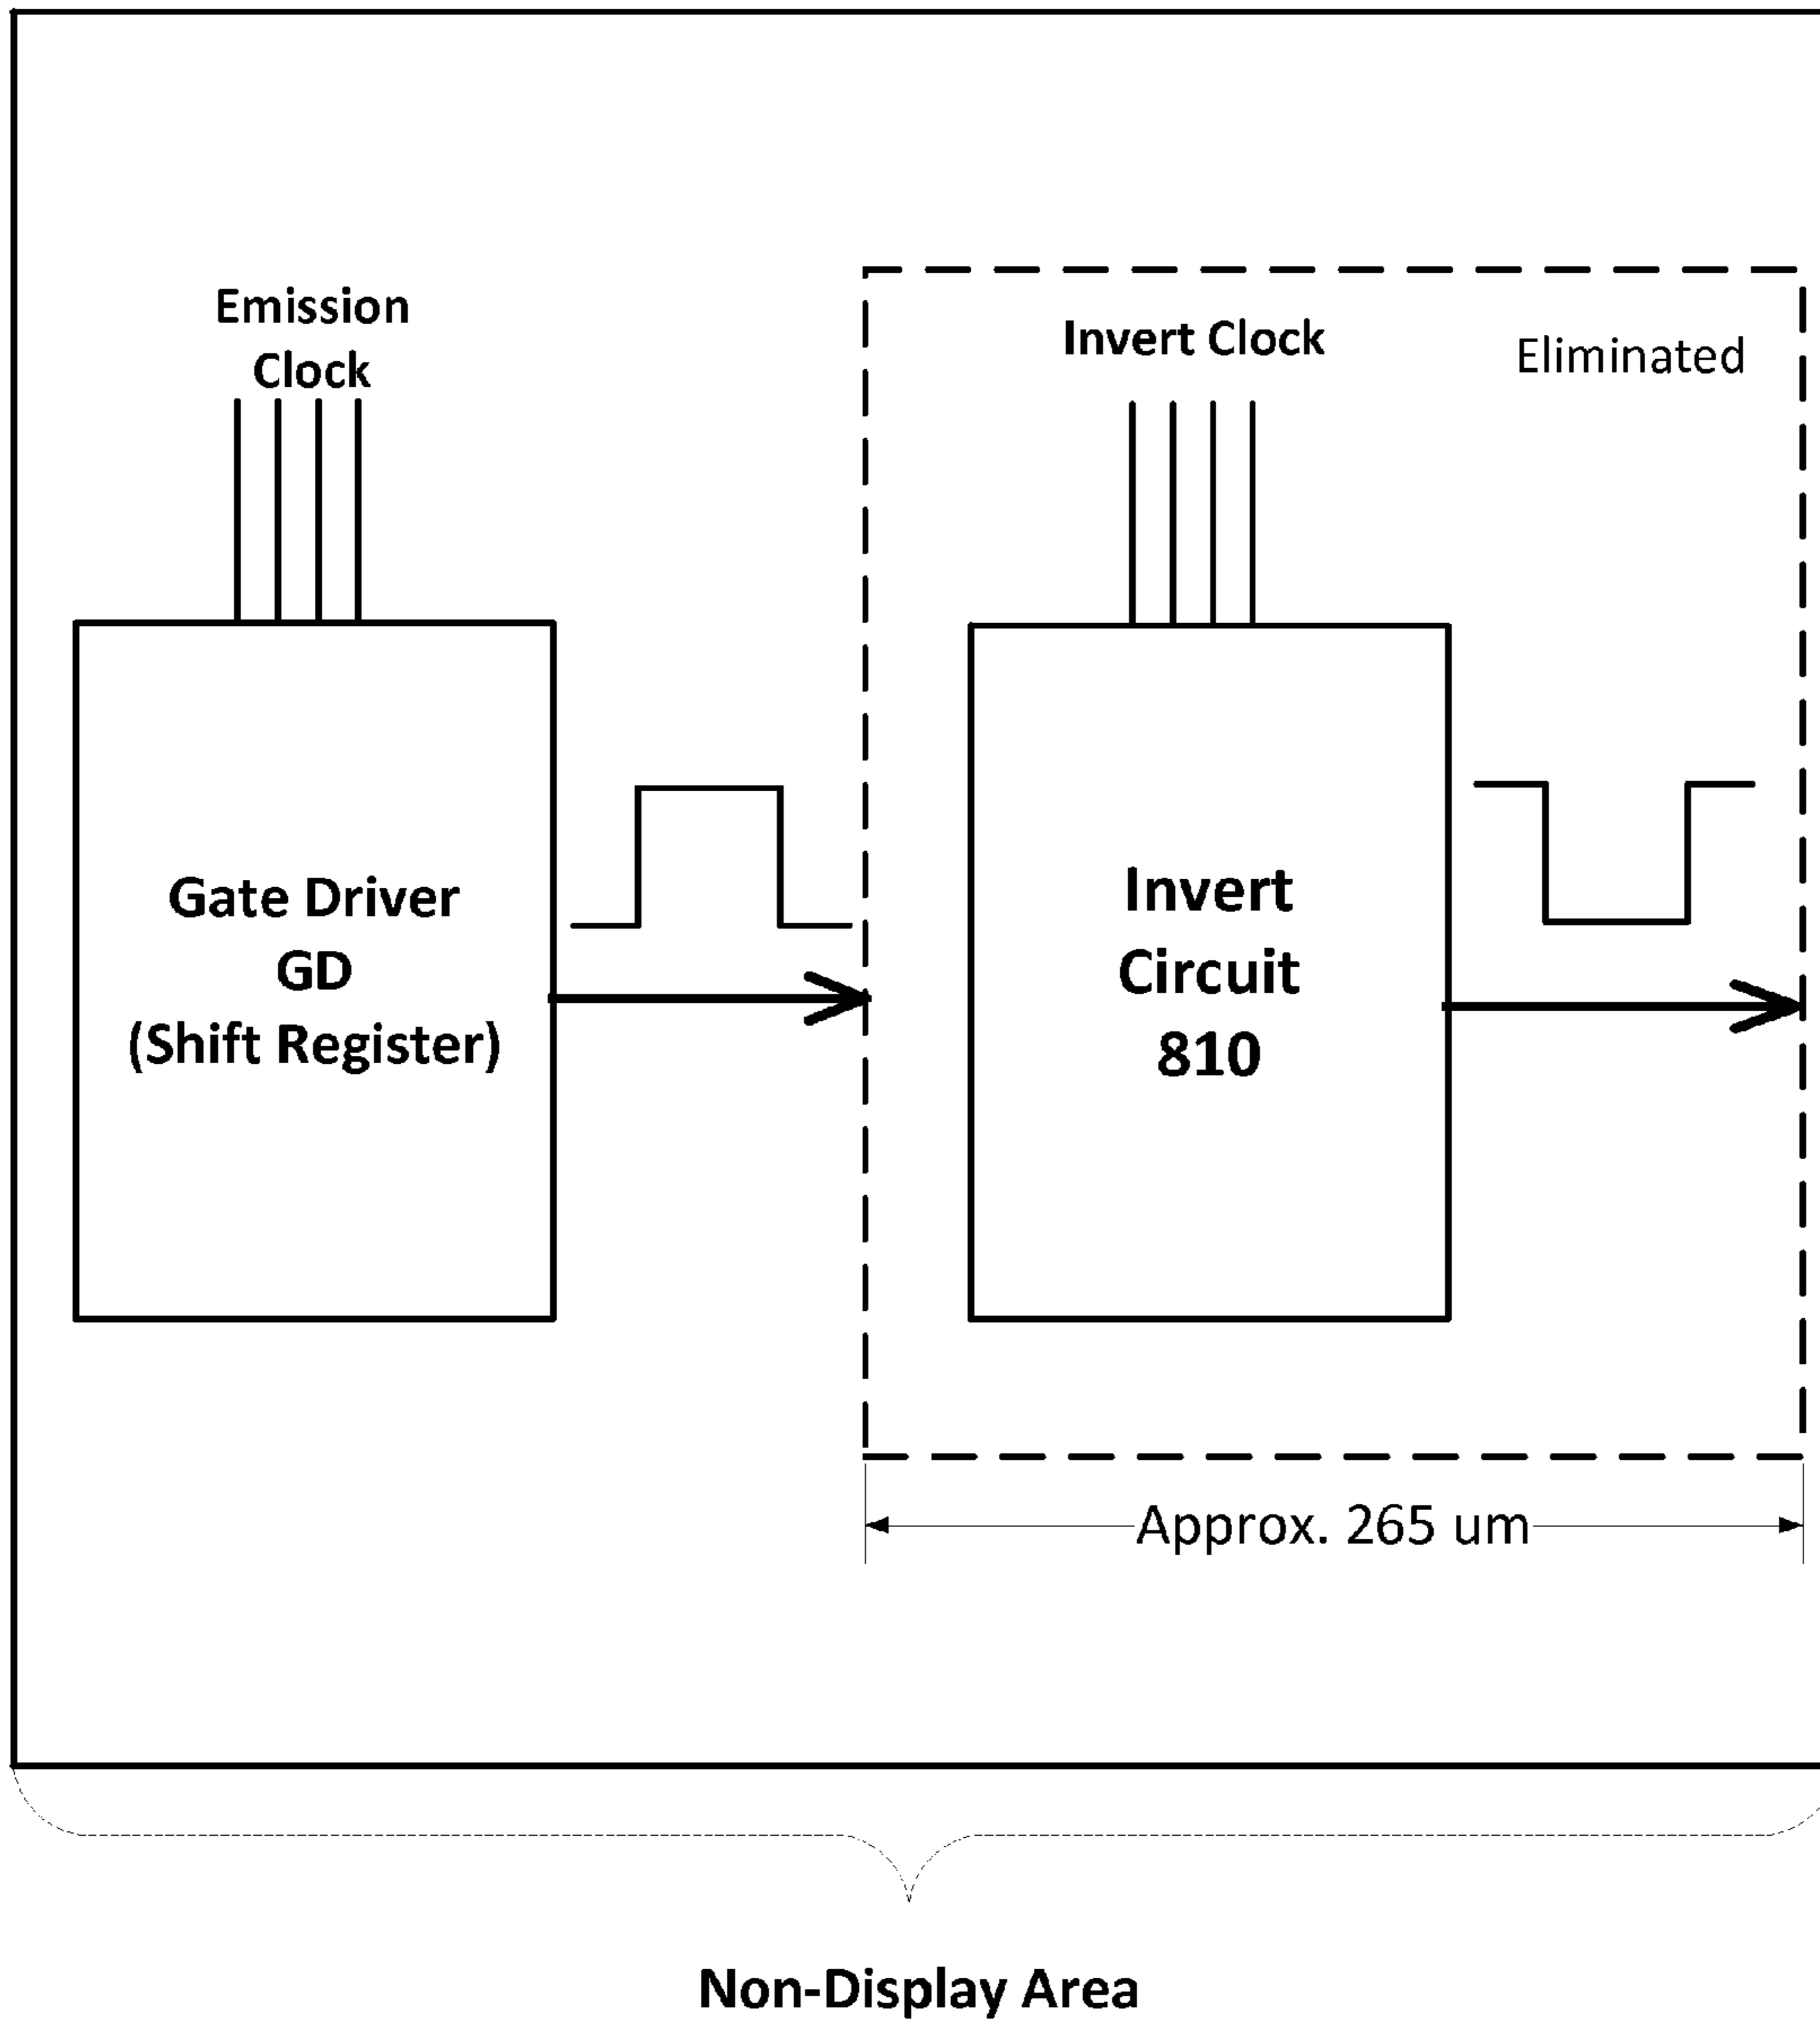 Emission
Clock
Invert Clock
Eliminated
Gate Driver
GD
(Shift Register)
Invert
Circuit
810
Approx. 265 um
Non-Display Area